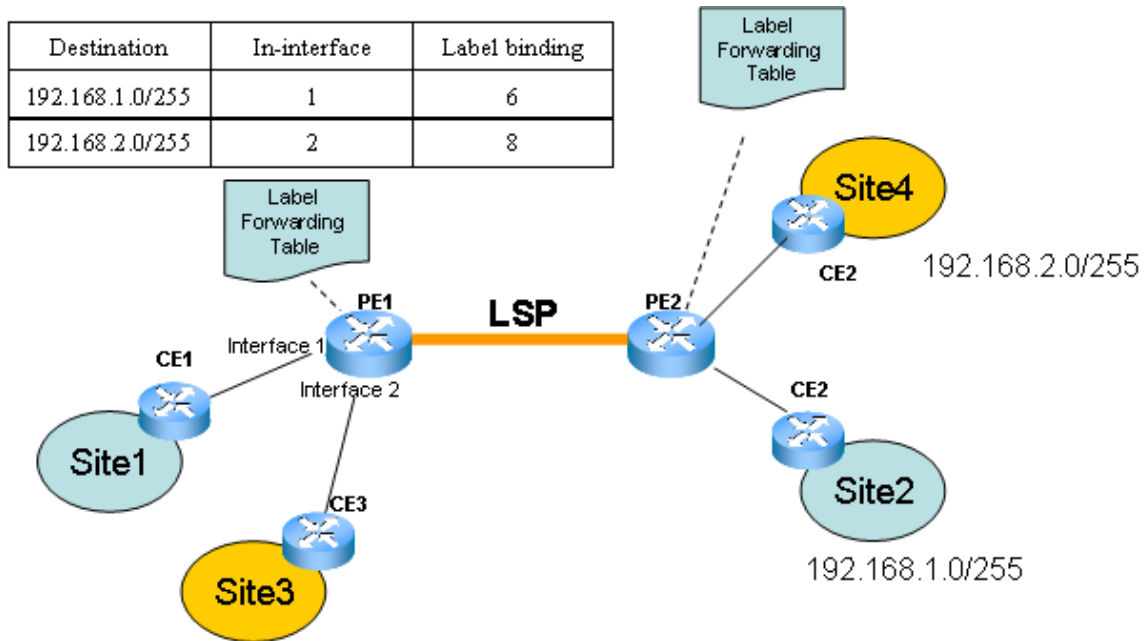 Destination In-interface Label binding
192.168.1.0/255 1 6
192.168.2.0/255 2 8
Label
Forwarding
Table
Label
Forwarding
Table
Site4
CE2
192.168.2.0/255
PE1
LSP
PE2
Interface 1
CE1
Interface 2
CE2
Site1
Site2
CE3
192.168.1.0/255
Site3